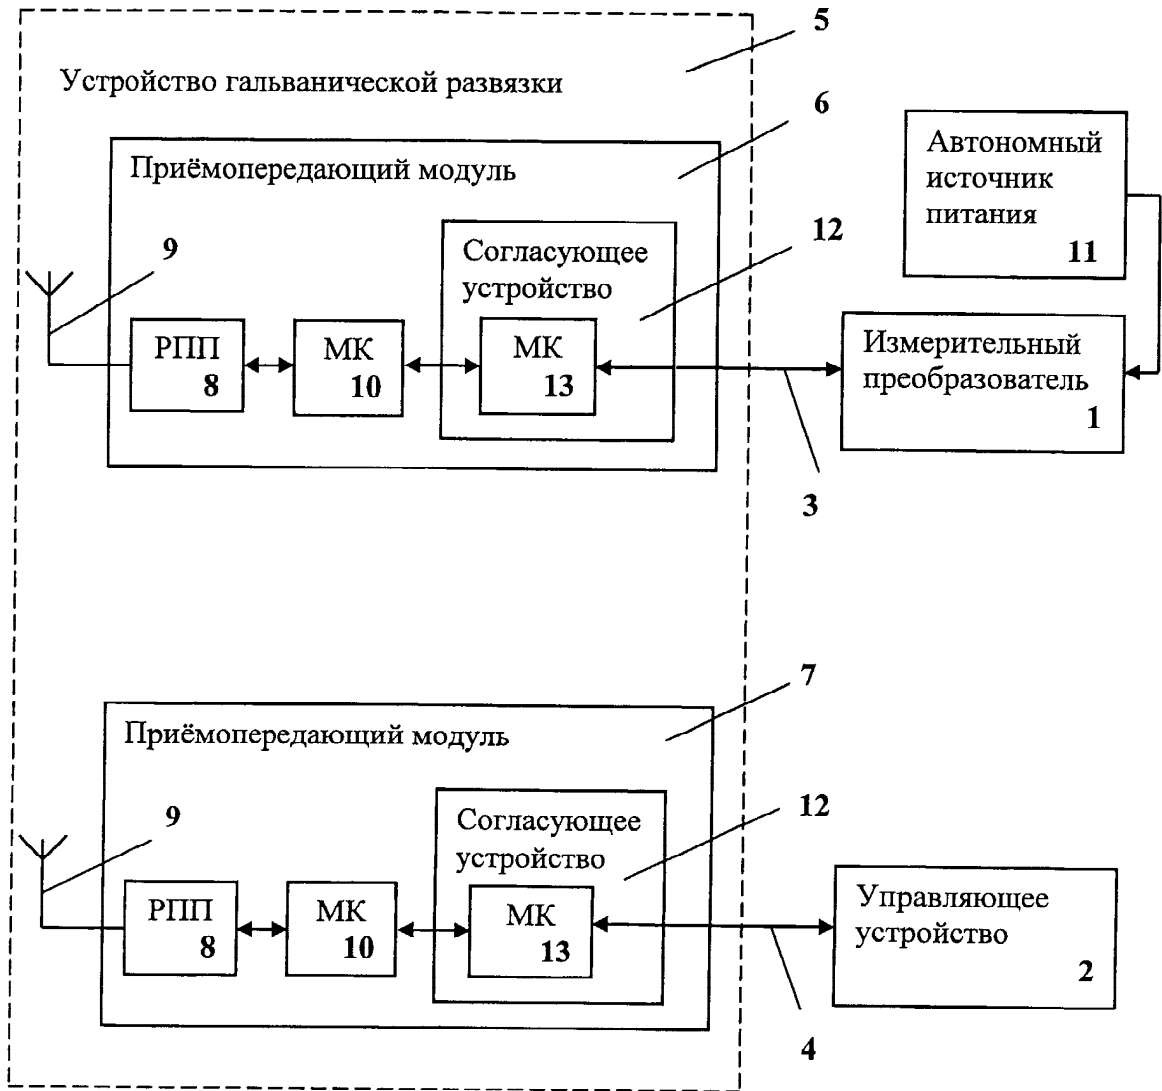 5
Устройство гальванической развязки
6
Приёмопередающий модуль
Автономный
источник
питания
11
12
Согласующее
устройство
9
РПП
8
МК
10
МК
13
Измерительный
преобразователь
1
3
7
Приёмопередающий модуль
12
Согласующее
устройство
9
РПП
8
МК
10
МК
13
Управляющее
устройство
2
4